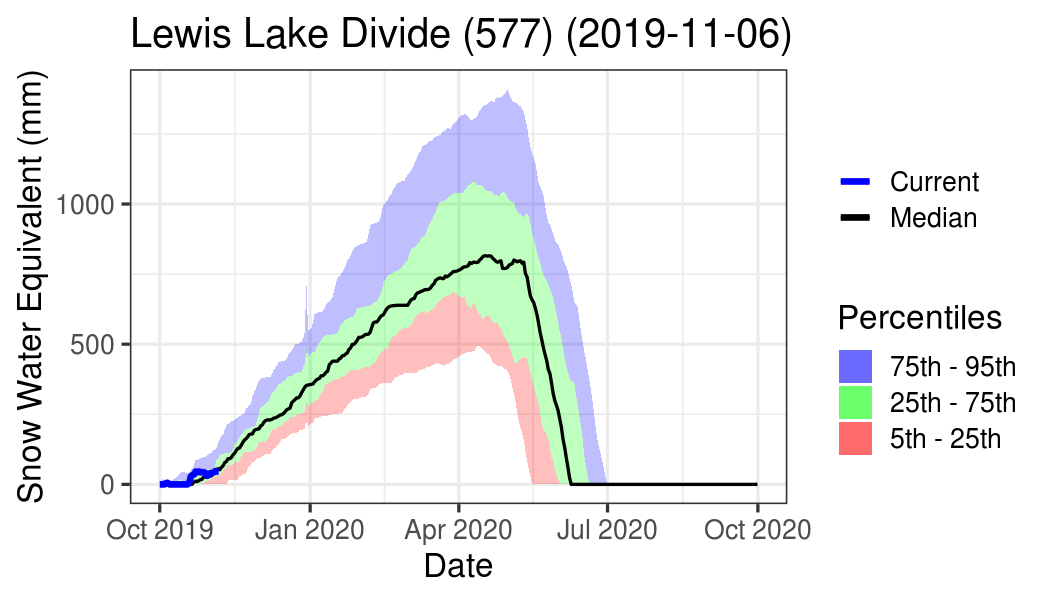 Lewis Lake Divide (577) (2019-11-06)
Snow Water Equivalent (mm)
1000
500
0
Oct 2019 Jan 2020 Apr 2020 Jul 2020 Oct 2020
Date
Current
Median
Percentiles
75th - 95th
25th - 75th
5th - 25th